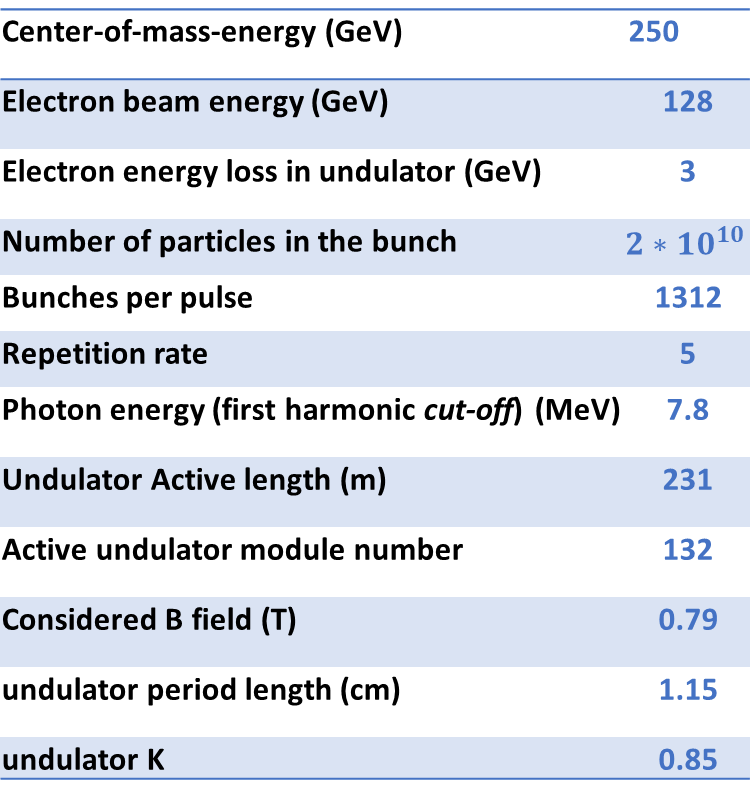 Center-of-mass-energy (GeV) 250
Electron beam energy (GeV) 128
Electron energy loss in undulator (GeV) 3
Number of particles in the bunch 2 ∗ 10¹⁰
Bunches per pulse 1312
Repetition rate 5
Photon energy (first harmonic cut-off) (MeV) 7.8
Undulator Active length (m) 231
Active undulator module number 132
Considered B field (T) 0.79
undulator period length (cm) 1.15
undulator K 0.85